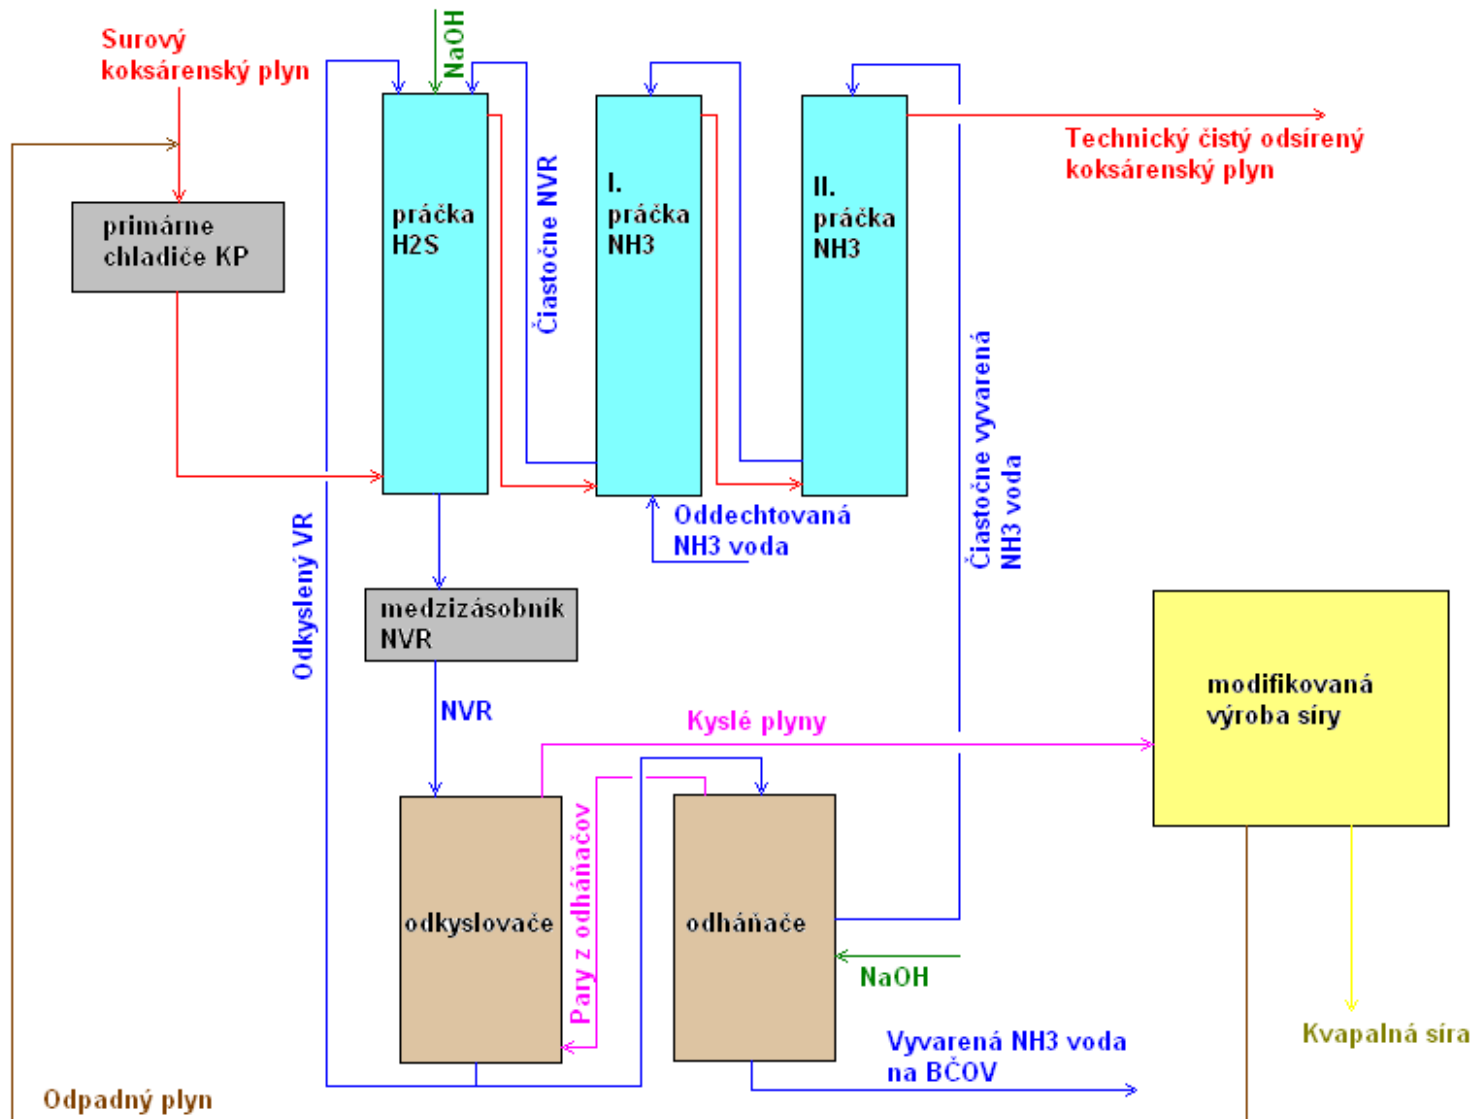 Surový
koksárenský plyn
NaOH
Technický čistý odsírený
koksárenský plyn
primárne
chladiče KP
práčka
H2S
Čiastočne NVR
I.
práčka
NH3
II.
práčka
NH3
Čiastočne vyvarená
NH3 voda
Oddechtovaná
NH3 voda
Odkyslený VR
medzizásobník
NVR
NVR
Kyslé plyny
modifikovaná
výroba síry
Pary z odháňačov
odkyslovače
odháňače
NaOH
Vyvarená NH3 voda
na BČOV
Kvapalná síra
Odpadný plyn